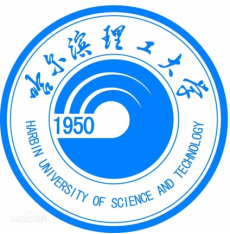 哈尔滨理工大学
1950
HARBIN UNIVERSITY OF SCIENCE AND TECHNOLOGY